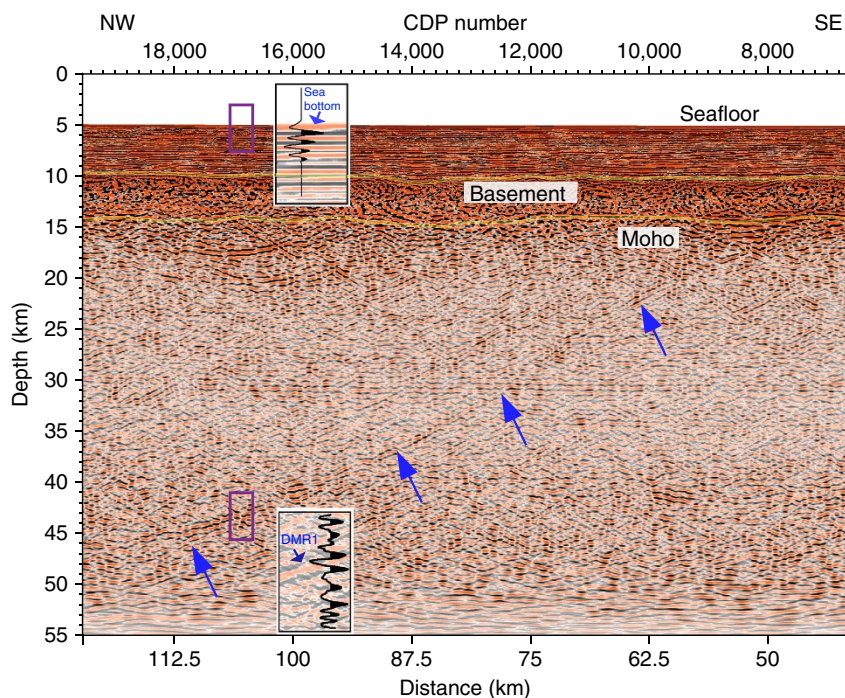 NW CDP number SE
18,000 16,000 14,000 12,000 10,000 8,000
0
5
10
15
20
25
30
35
40
45
50
55
Depth (km)
Sea
bottom
Seafloor
Basement
Moho
DMR1
112.5 100 87.5 75 62.5 50
Distance (km)